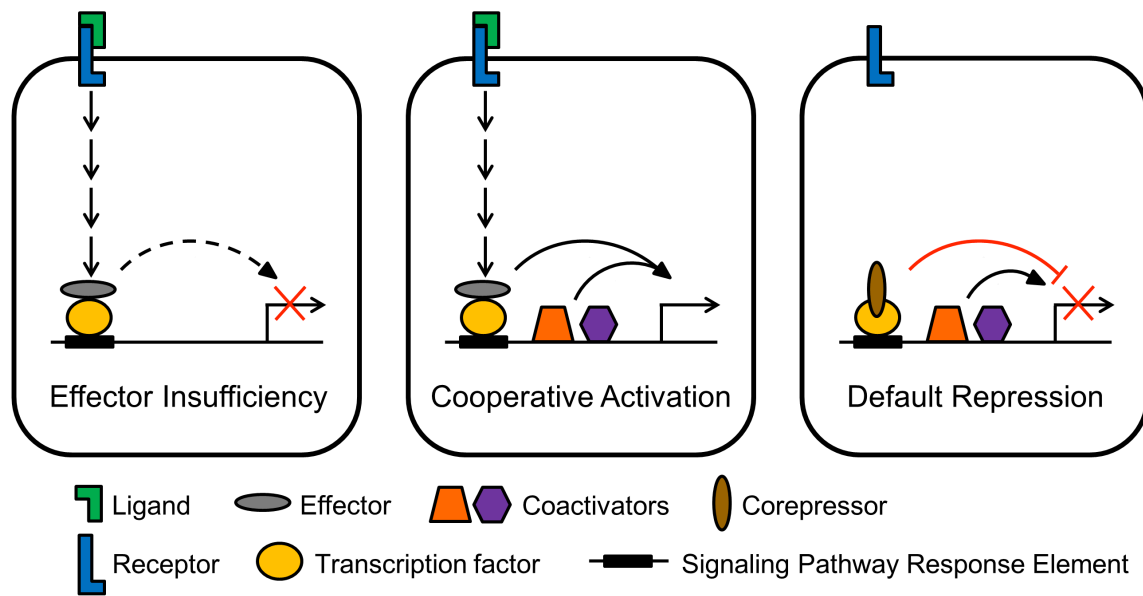 Effector Insufficiency
Cooperative Activation
Default Repression
Ligand
Effector
Coactivators
Corepressor
Receptor
Transcription factor
Signaling Pathway Response Element